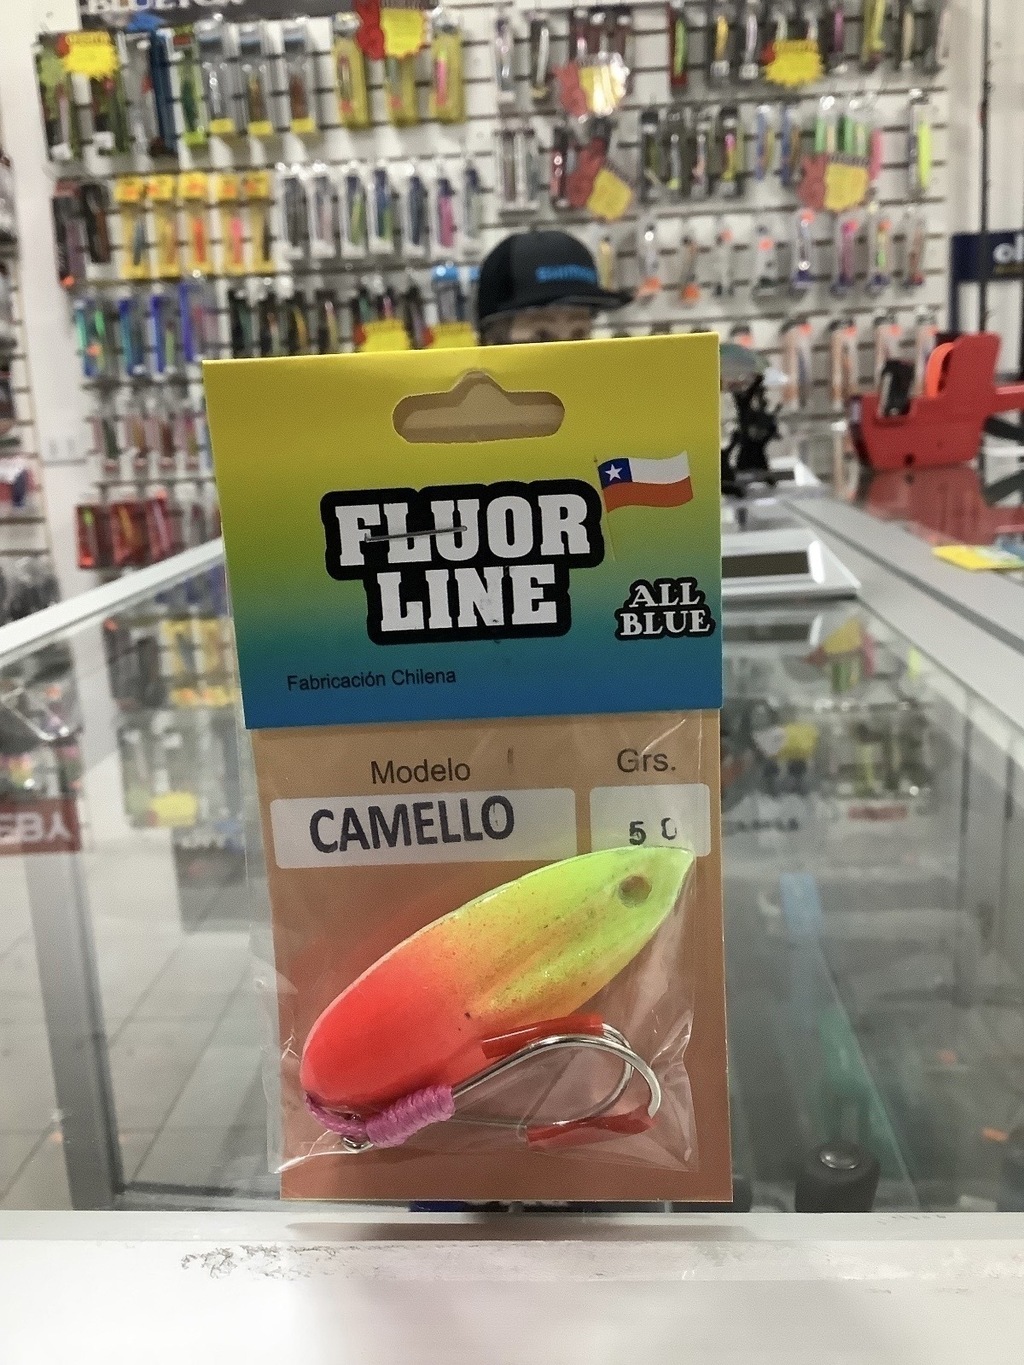 FLUOR
LINE
ALL
BLUE
Fabricación Chilena
Modelo
Grs.
CAMELLO
50